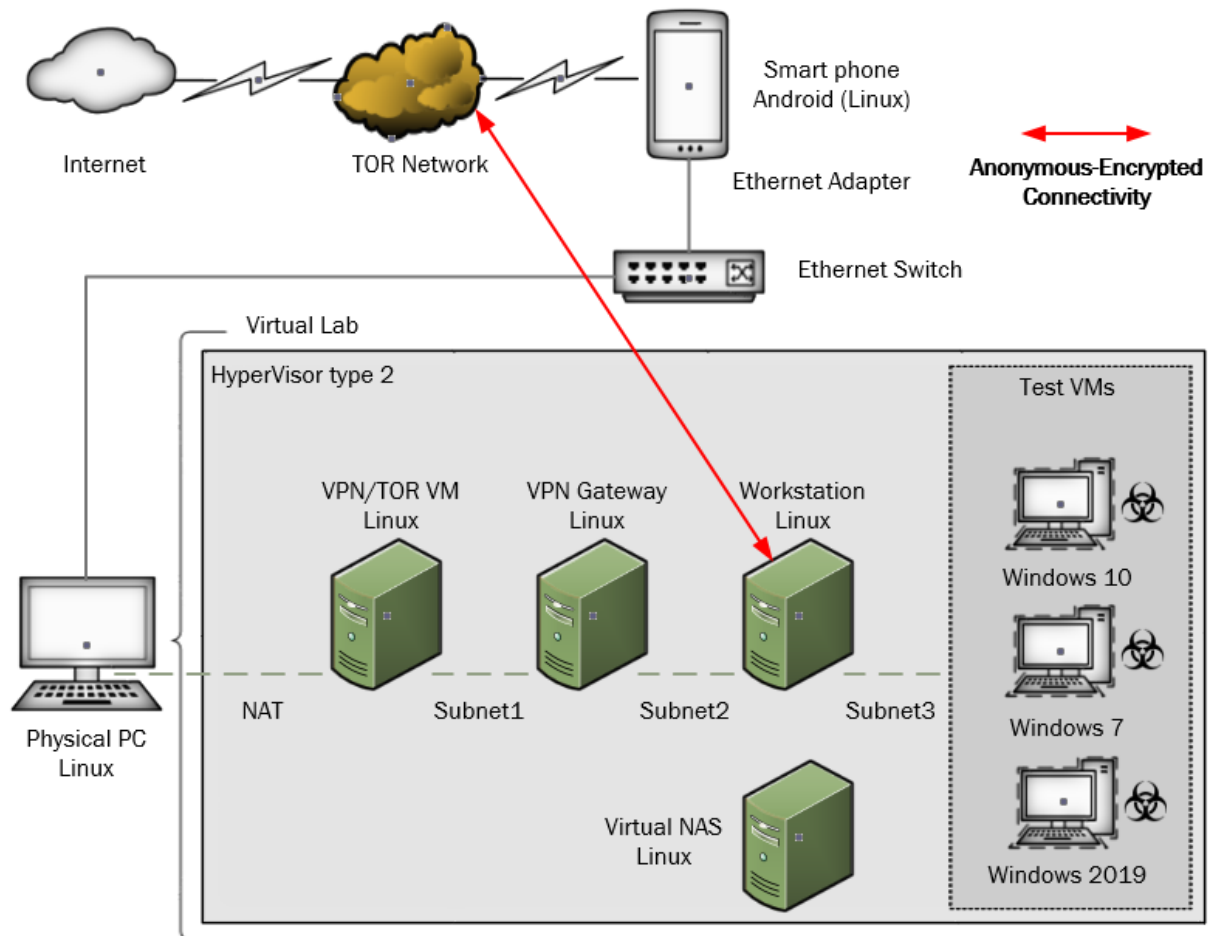 Internet
TOR Network
Smart phone
Android (Linux)
Ethernet Adapter
Anonymous-Encrypted
Connectivity
Ethernet Switch
Virtual Lab
HyperVisor type 2
Test VMs
VPN/TOR VM
Linux
VPN Gateway
Linux
Workstation
Linux
Windows 10
NAT
Subnet1
Subnet2
Subnet3
Windows 7
Physical PC
Linux
Virtual NAS
Linux
Windows 2019